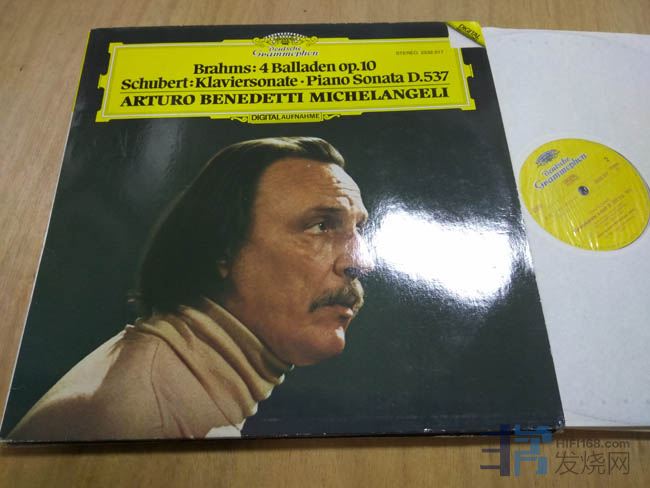 Deutsche
Grammophon
STEREO 2532 017
DIGITAL
Brahms: 4 Balladen op.10
Schubert: Klaviersonate · Piano Sonata D.537
ARTURO BENEDETTI MICHELANGELI
DIGITAL AUFNAHME
Deutsche
Grammophon
2
HIFI168.com
发烧网